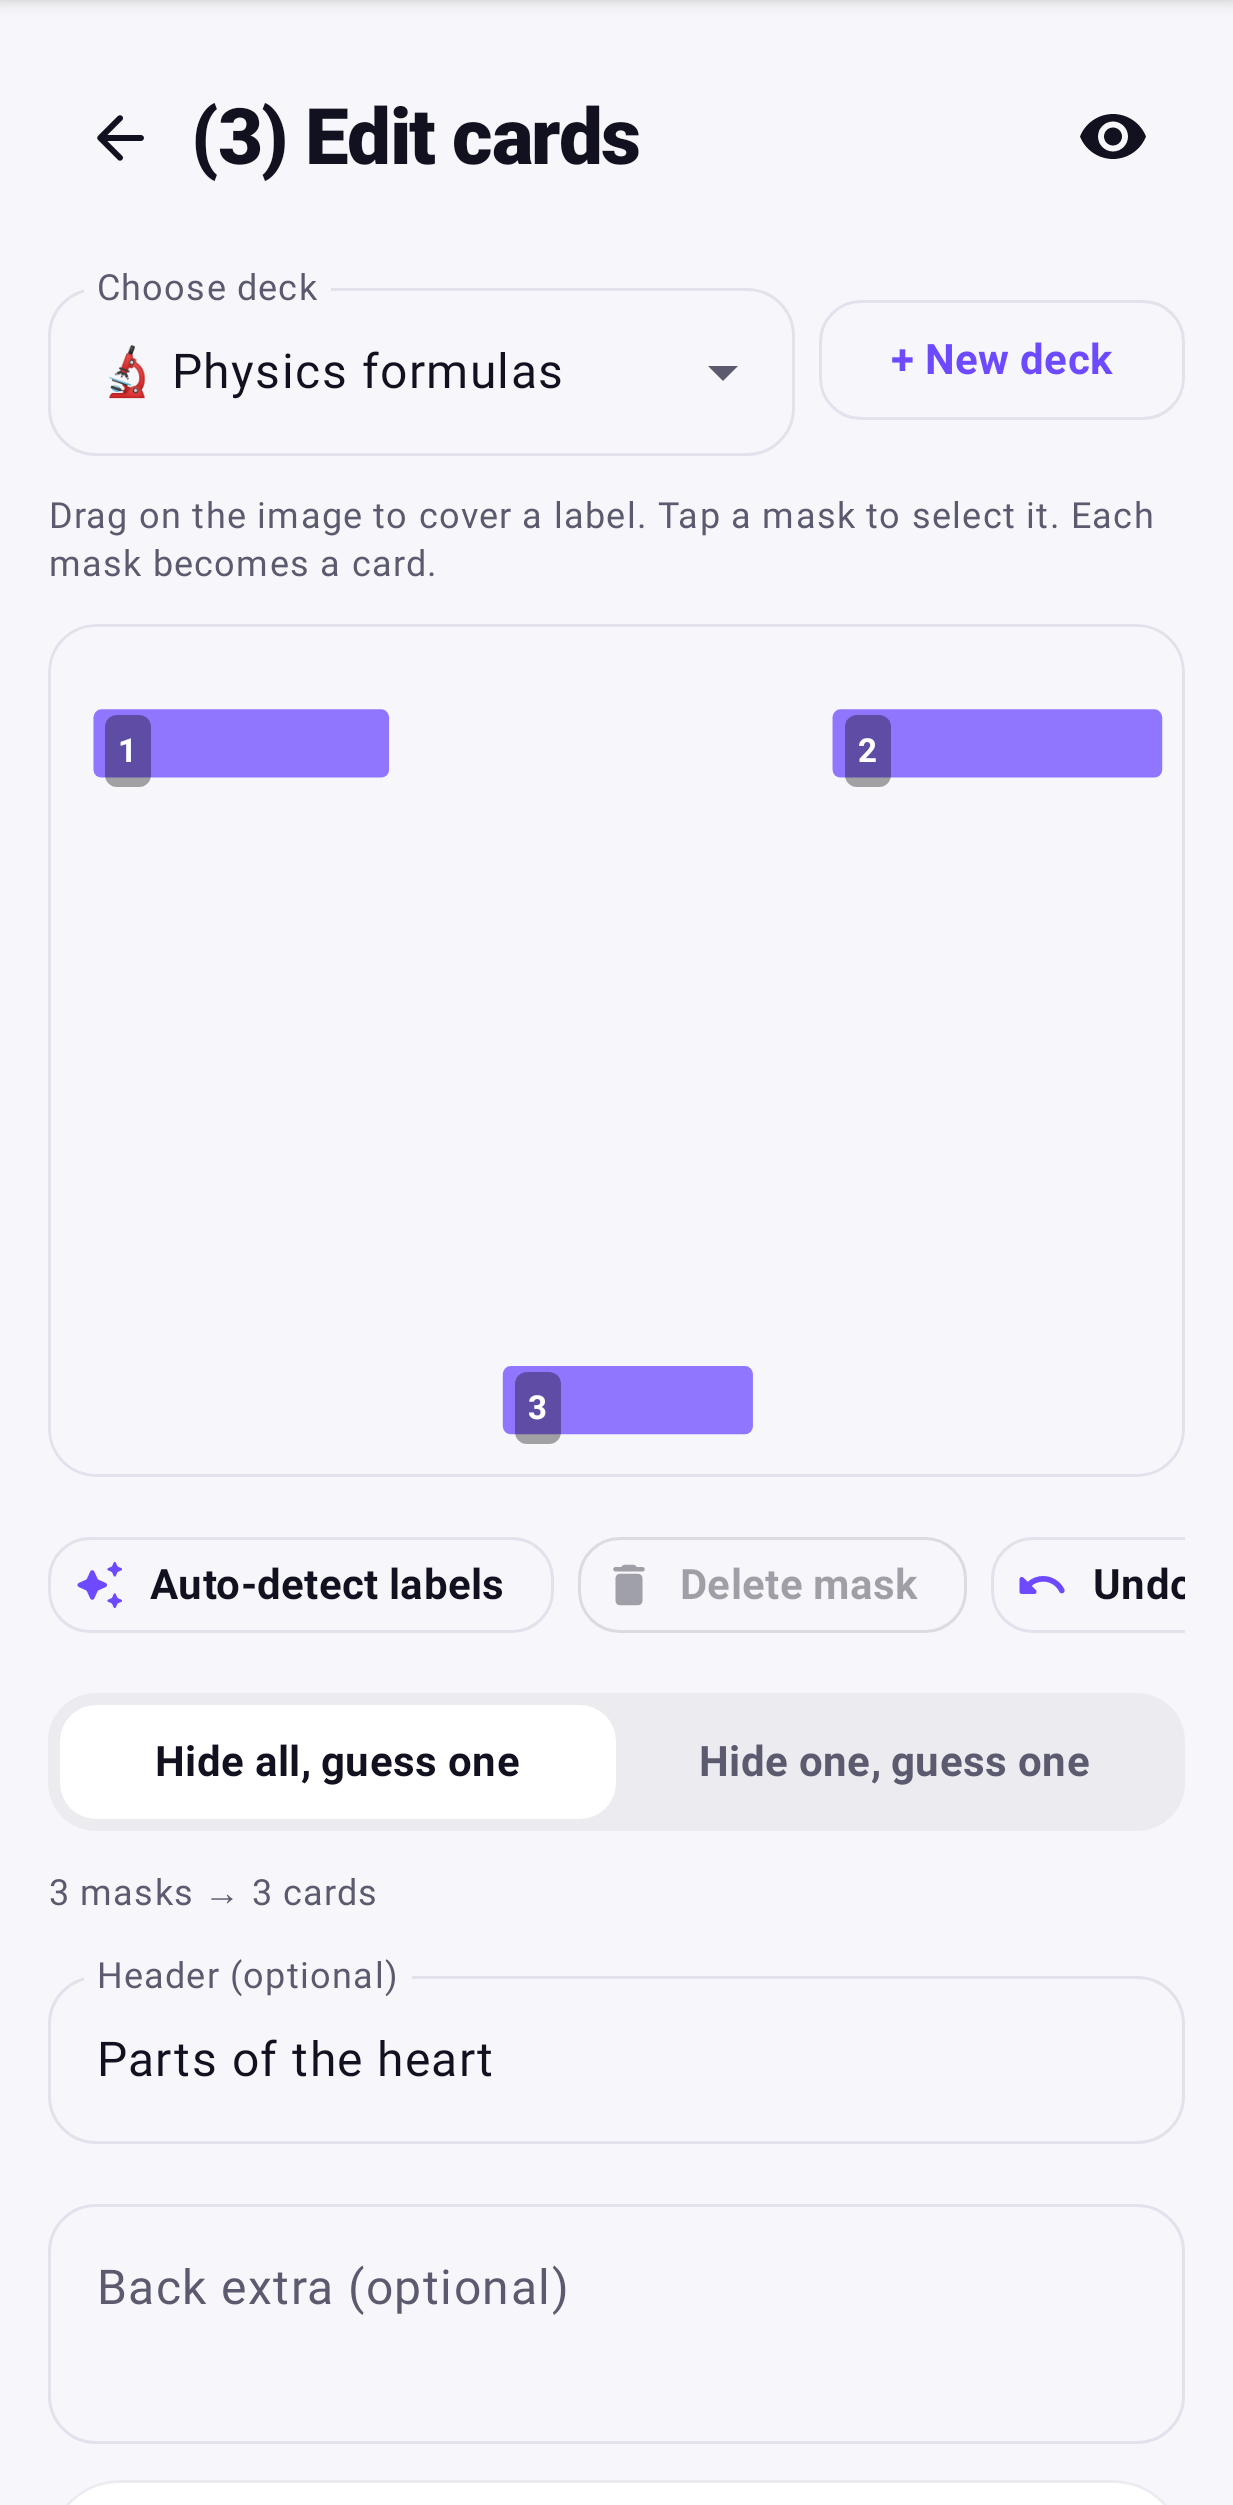 (3) Edit cards
Choose deck
Physics formulas
+ New deck
Drag on the image to cover a label. Tap a mask to select it. Each
mask becomes a card.
1
2
3
Auto-detect labels
Delete mask
Undo
Hide all, guess one
Hide one, guess one
3 masks → 3 cards
Header (optional)
Parts of the heart
Back extra (optional)